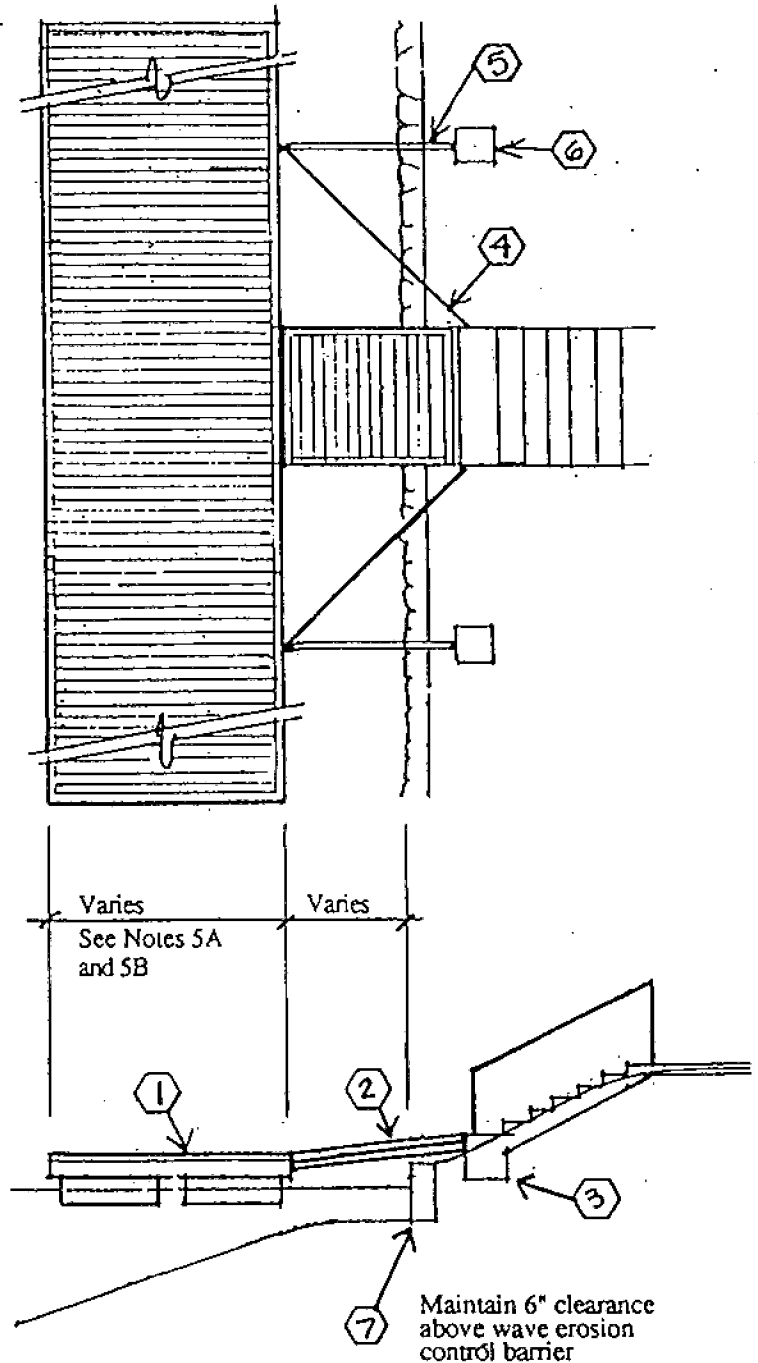 5
6
4
Varies
Varies
See Notes 5A
and 5B
1
2
3
7
Maintain 6" clearance
above wave erosion
control barrier